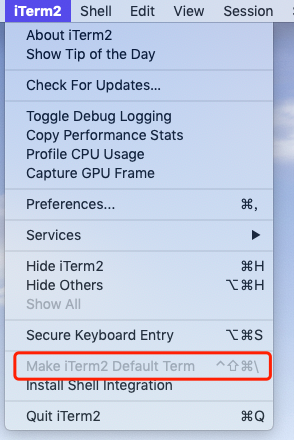 iTerm2 Shell Edit View Session
About iTerm2
Show Tip of the Day
Check For Updates...
Toggle Debug Logging
Copy Performance Stats
Profile CPU Usage
Capture GPU Frame
Preferences... ⌘,
Services ▶
Hide iTerm2 ⌘H
Hide Others ⌥⌘H
Show All
Secure Keyboard Entry ⌥⌘S
Make iTerm2 Default Term ^⇧⌘\
Install Shell Integration
Quit iTerm2 ⌘Q